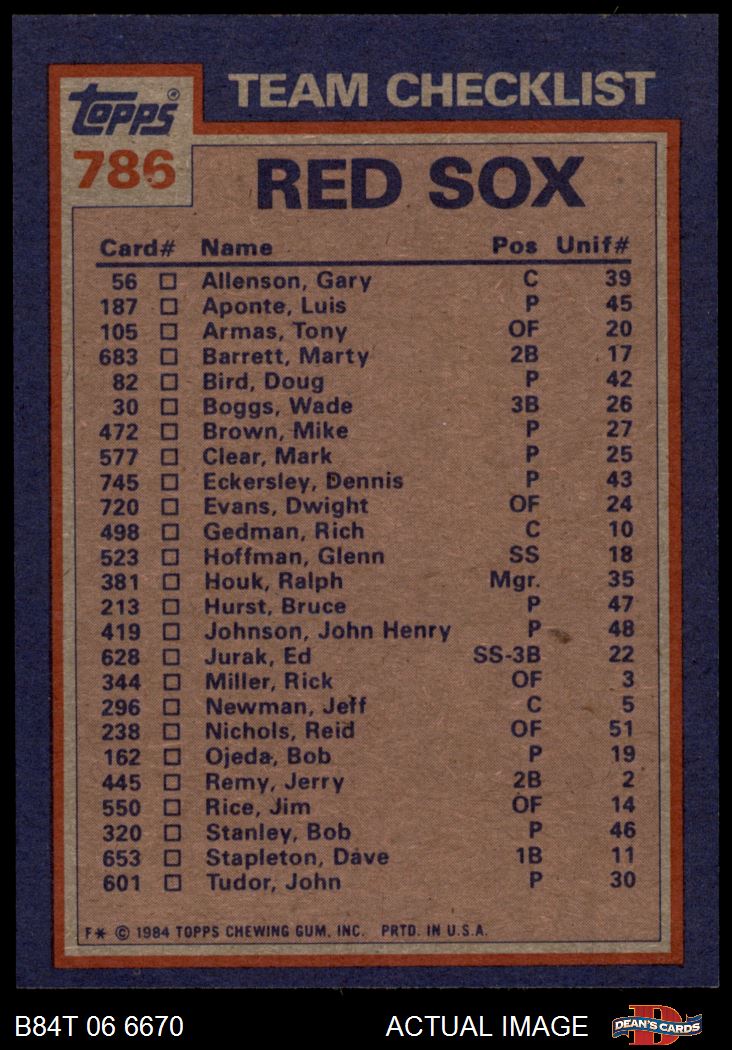 Topps®
TEAM CHECKLIST
786
RED SOX
Card# Name Pos Unif#
56 Allenson, Gary C 39
187 Aponte, Luis P 45
105 Armas, Tony OF 20
683 Barrett, Marty 2B 17
82 Bird, Doug P 42
30 Boggs, Wade 3B 26
472 Brown, Mike P 27
577 Clear, Mark P 25
745 Eckersley, Dennis P 43
720 Evans, Dwight OF 24
498 Gedman, Rich C 10
523 Hoffman, Glenn SS 18
381 Houk, Ralph Mgr. 35
213 Hurst, Bruce P 47
419 Johnson, John Henry P 48
628 Jurak, Ed SS-3B 22
344 Miller, Rick OF 3
296 Newman, Jeff C 5
238 Nichols, Reid OF 51
162 Ojeda, Bob P 19
445 Remy, Jerry 2B 2
550 Rice, Jim OF 14
320 Stanley, Bob P 46
653 Stapleton, Dave 1B 11
601 Tudor, John P 30
F* © 1984 TOPPS CHEWING GUM, INC. PRTD. IN U.S.A.
B84T 06 6670 ACTUAL IMAGE
D
DEAN'S CARDS